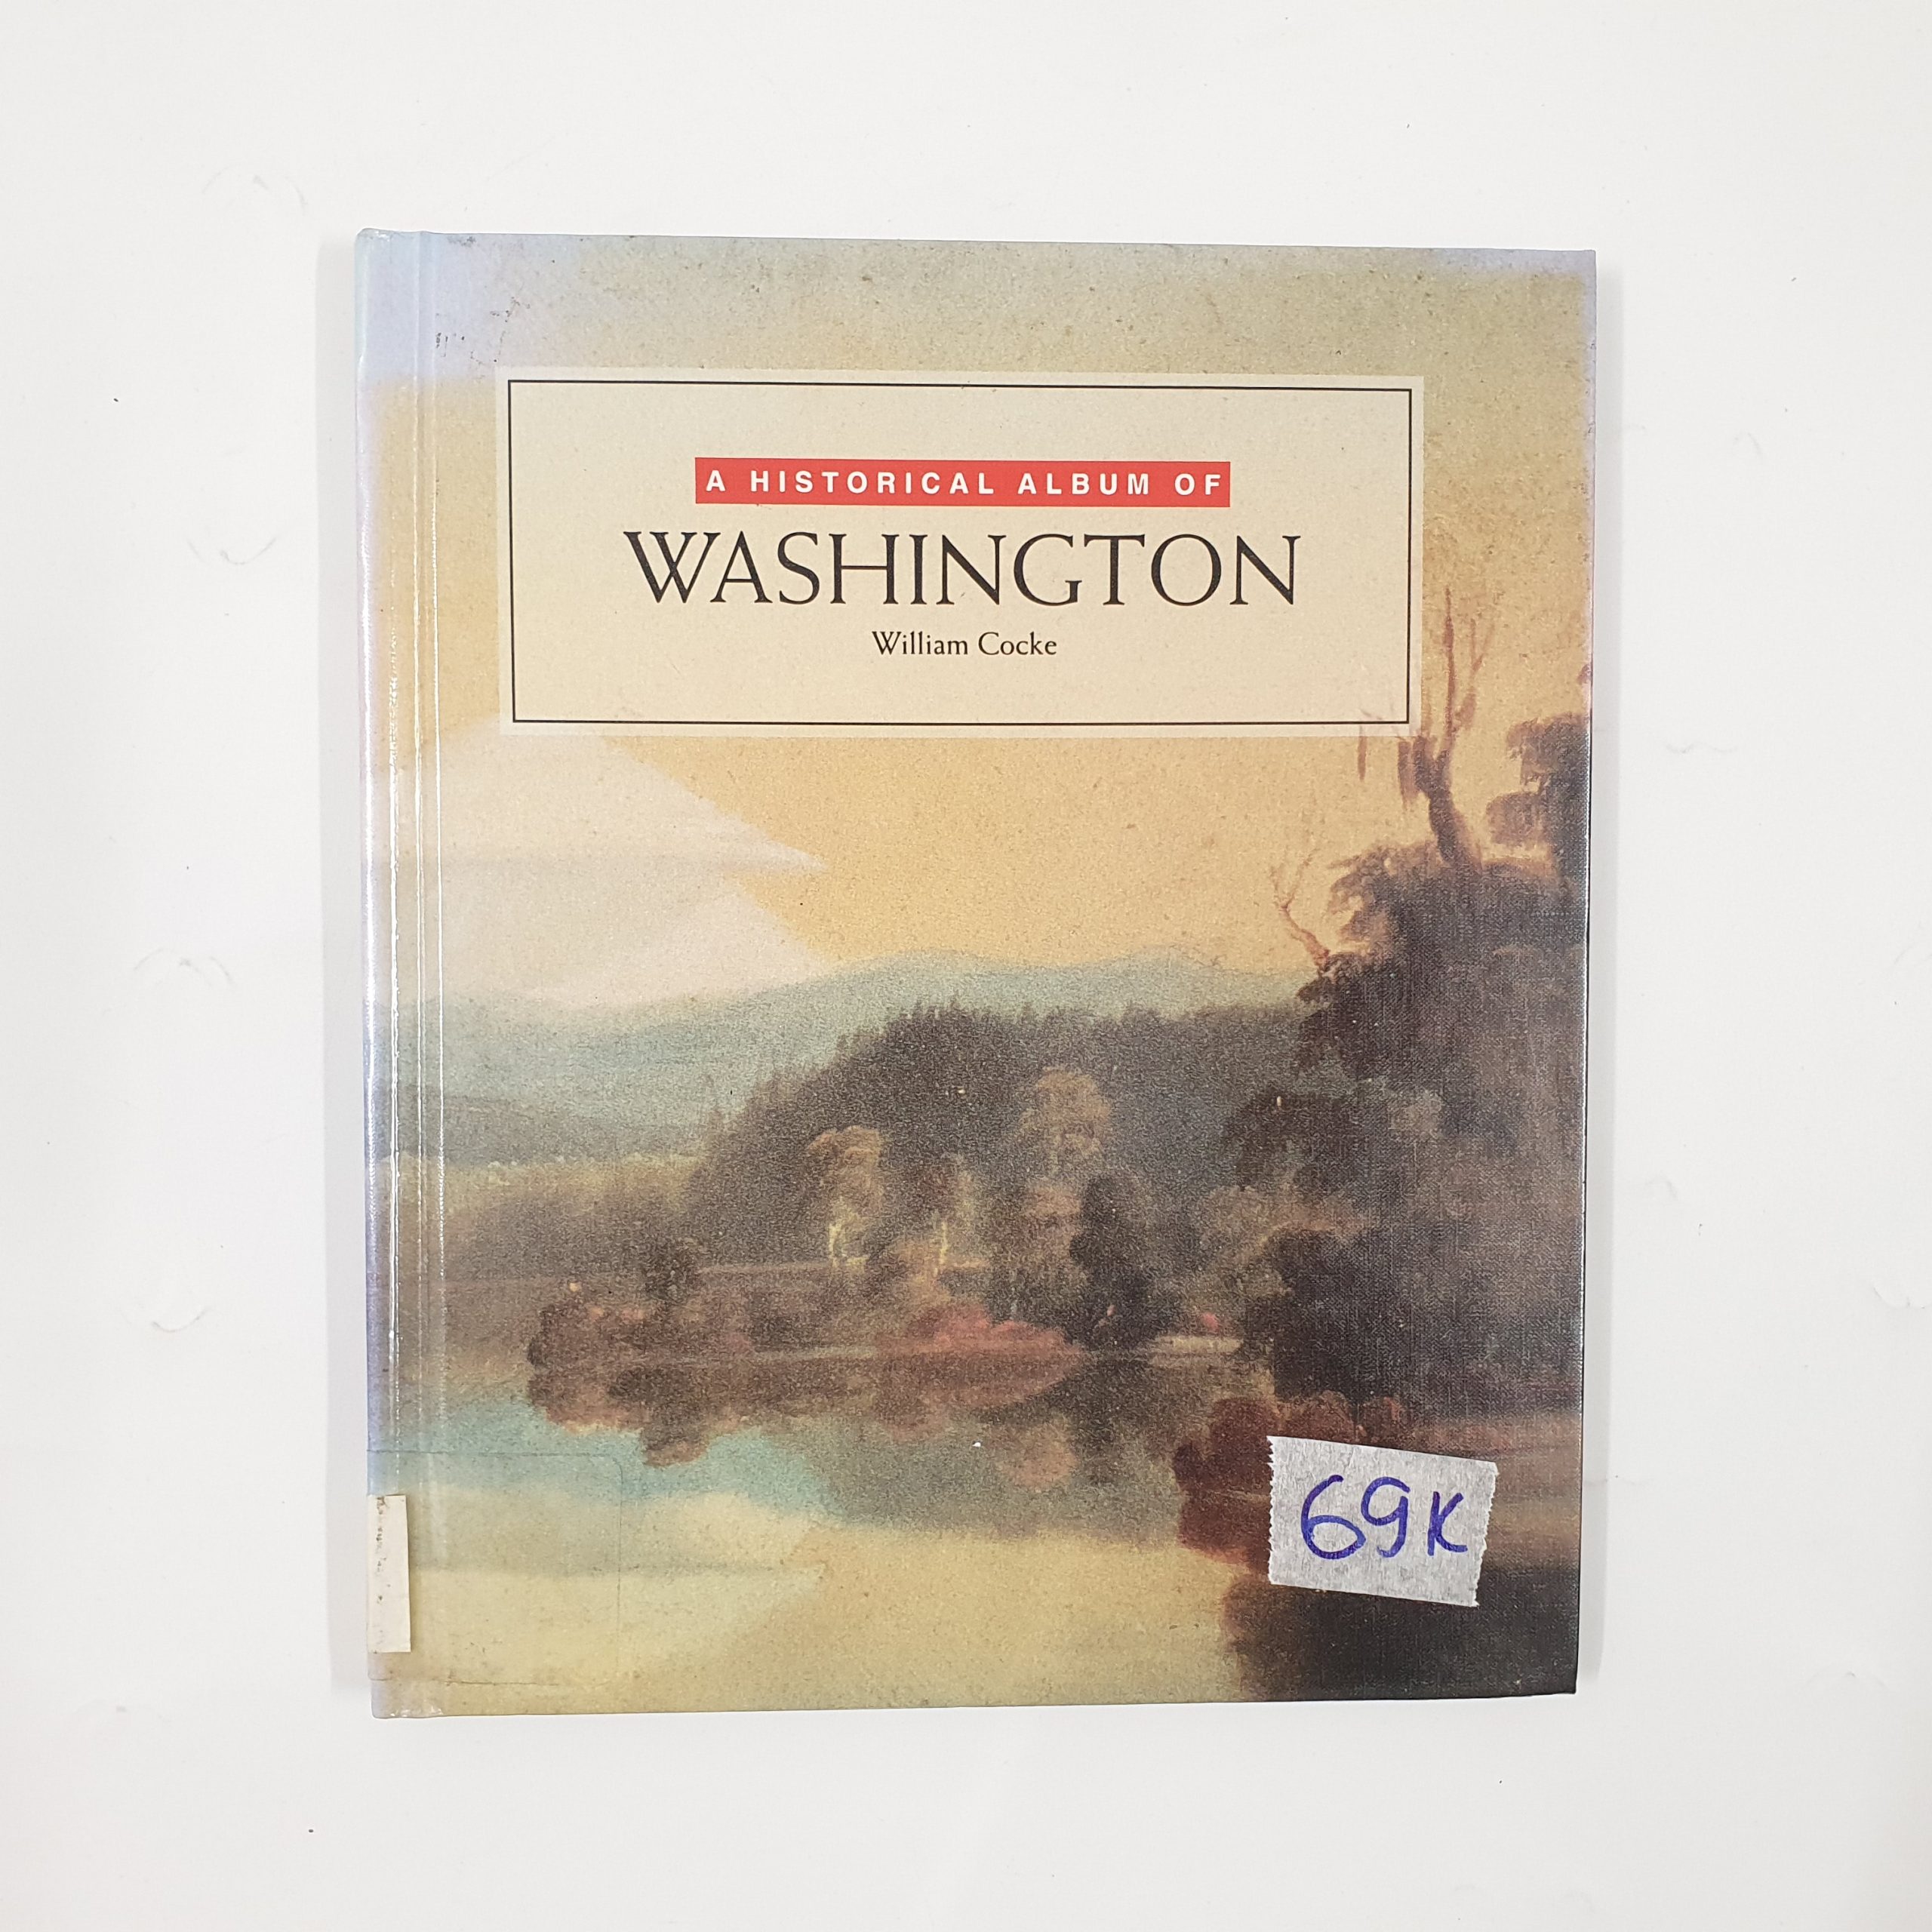 A HISTORICAL ALBUM OF
WASHINGTON
William Cocke
69K